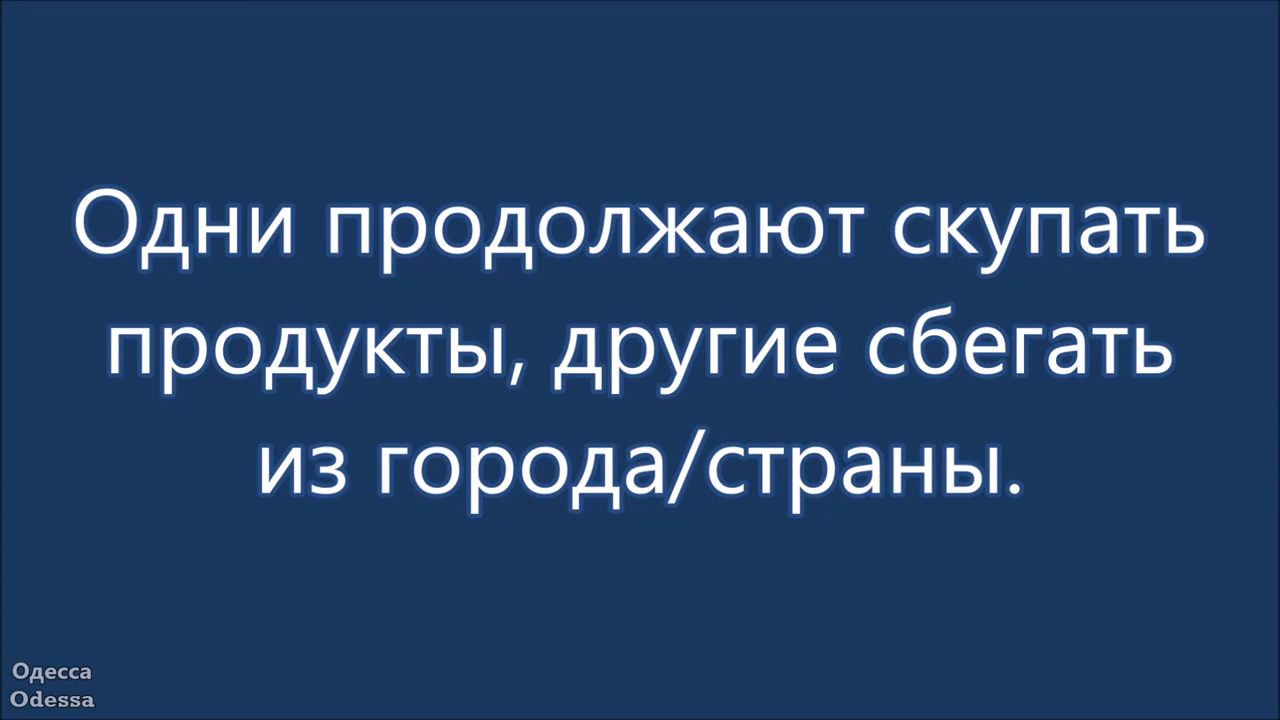 Одни продолжают скупать
продукты, другие сбегать
из города/страны.
Одесса
Odessa